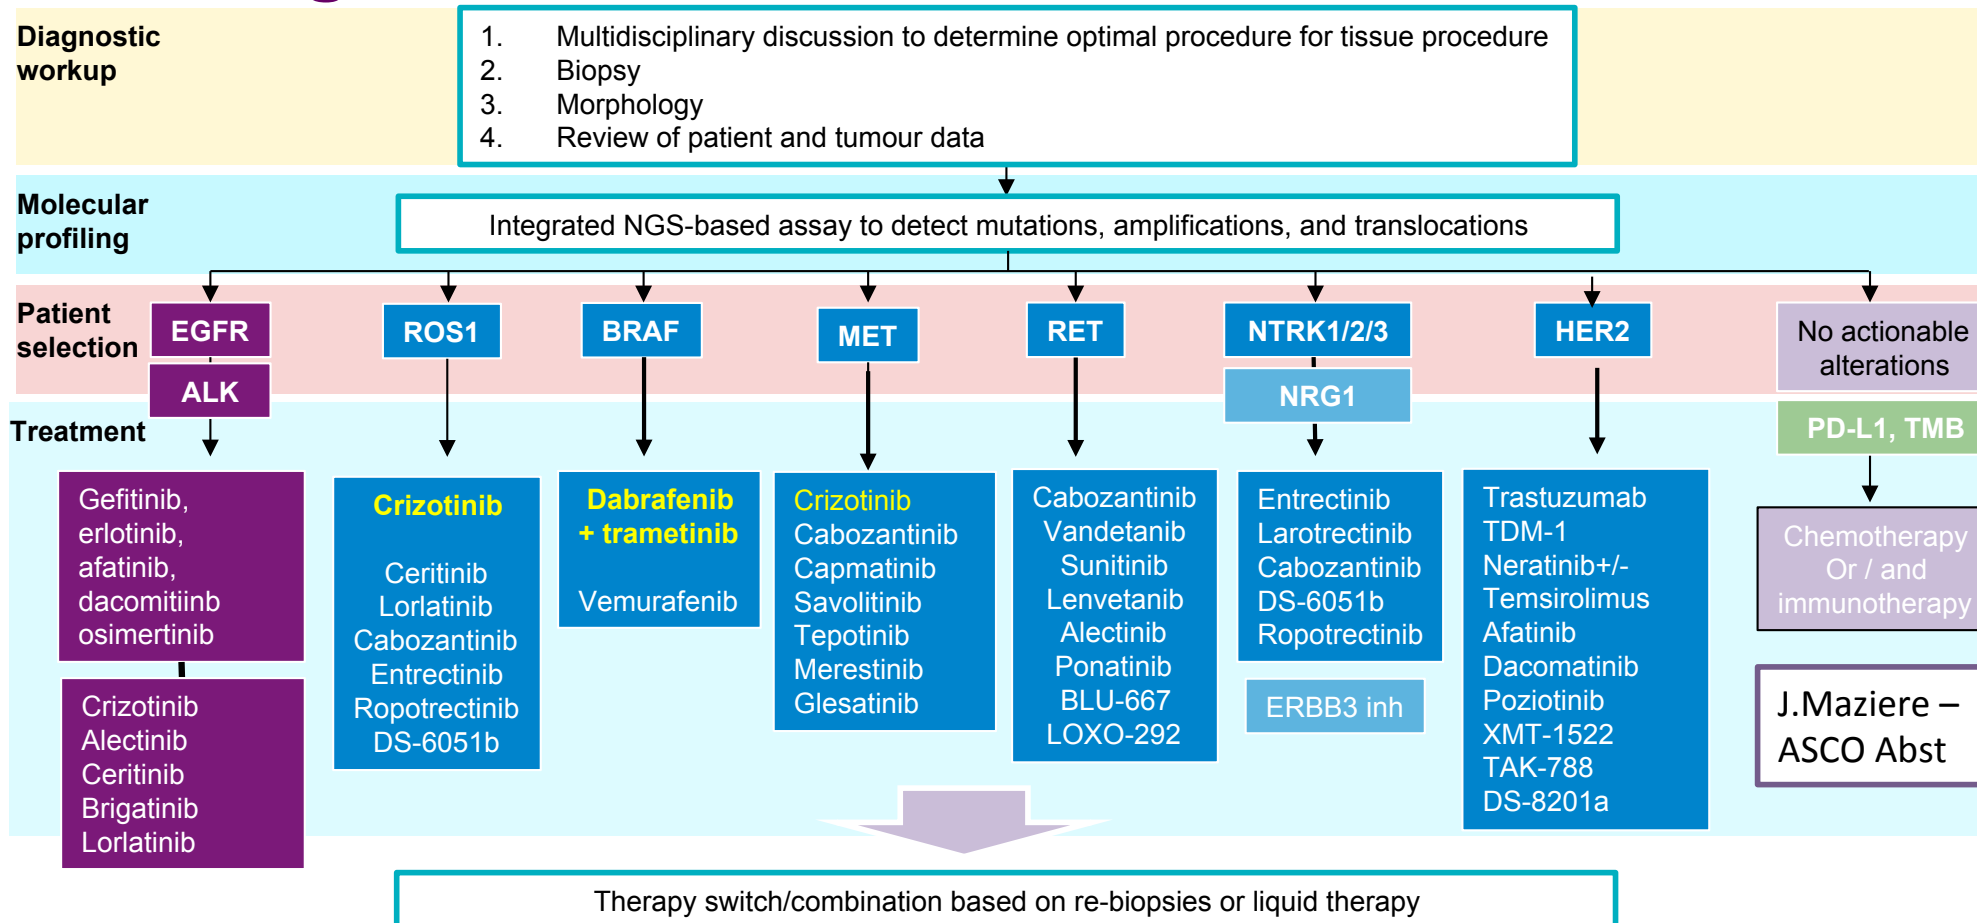 Diagnostic
workup
1. Multidisciplinary discussion to determine optimal procedure for tissue procedure
2. Biopsy
3. Morphology
4. Review of patient and tumour data
Molecular
profiling
Integrated NGS-based assay to detect mutations, amplifications, and translocations
Patient
selection
EGFR
ALK
ROS1
BRAF
MET
RET
NTRK1/2/3
NRG1
HER2
No actionable
alterations
PD-L1, TMB
Treatment
Gefitinib,
erlotinib,
afatinib,
dacomitiinb
osimertinib
Crizotinib
Alectinib
Ceritinib
Brigatinib
Lorlatinib
Crizotinib
Ceritinib
Lorlatinib
Cabozantinib
Entrectinib
Ropotrectinib
DS-6051b
Dabrafenib
+ trametinib
Vemurafenib
Crizotinib
Cabozantinib
Capmatinib
Savolitinib
Tepotinib
Merestinib
Glesatinib
Cabozantinib
Vandetanib
Sunitinib
Lenvetanib
Alectinib
Ponatinib
BLU-667
LOXO-292
Entrectinib
Larotrectinib
Cabozantinib
DS-6051b
Ropotrectinib
ERBB3 inh
Trastuzumab
TDM-1
Neratinib+/-
Temsirolimus
Afatinib
Dacomatinib
Poziotinib
XMT-1522
TAK-788
DS-8201a
Chemotherapy
Or / and
immunotherapy
J.Maziere –
ASCO Abst
Therapy switch/combination based on re-biopsies or liquid therapy